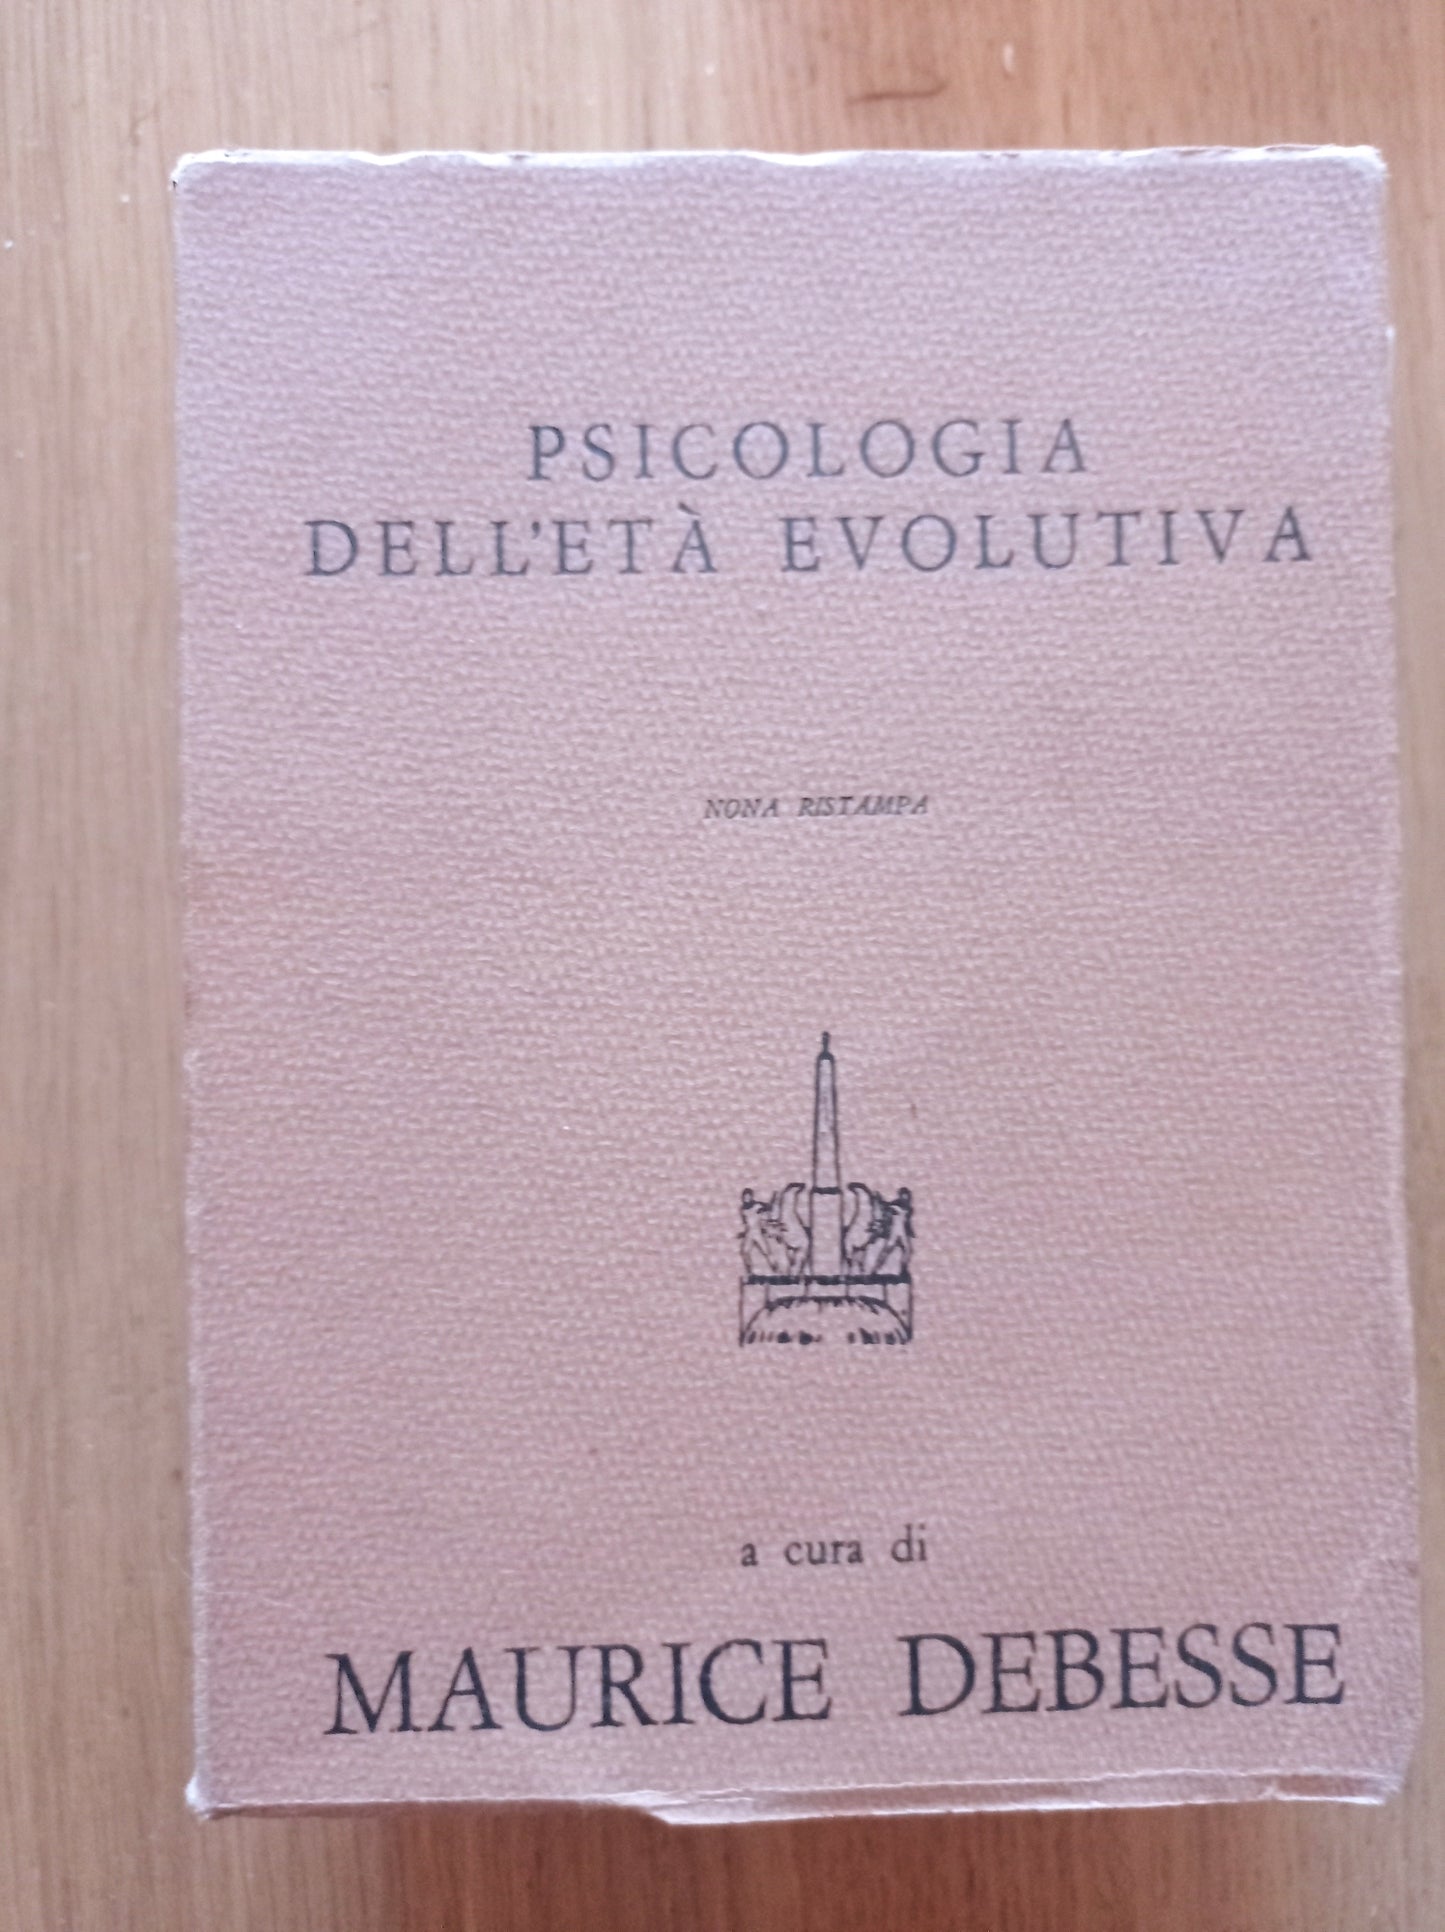 PSICOLOGIA
DELL'ETÀ EVOLUTIVA
NONA RISTAMPA
a cura di
MAURICE DEBESSE